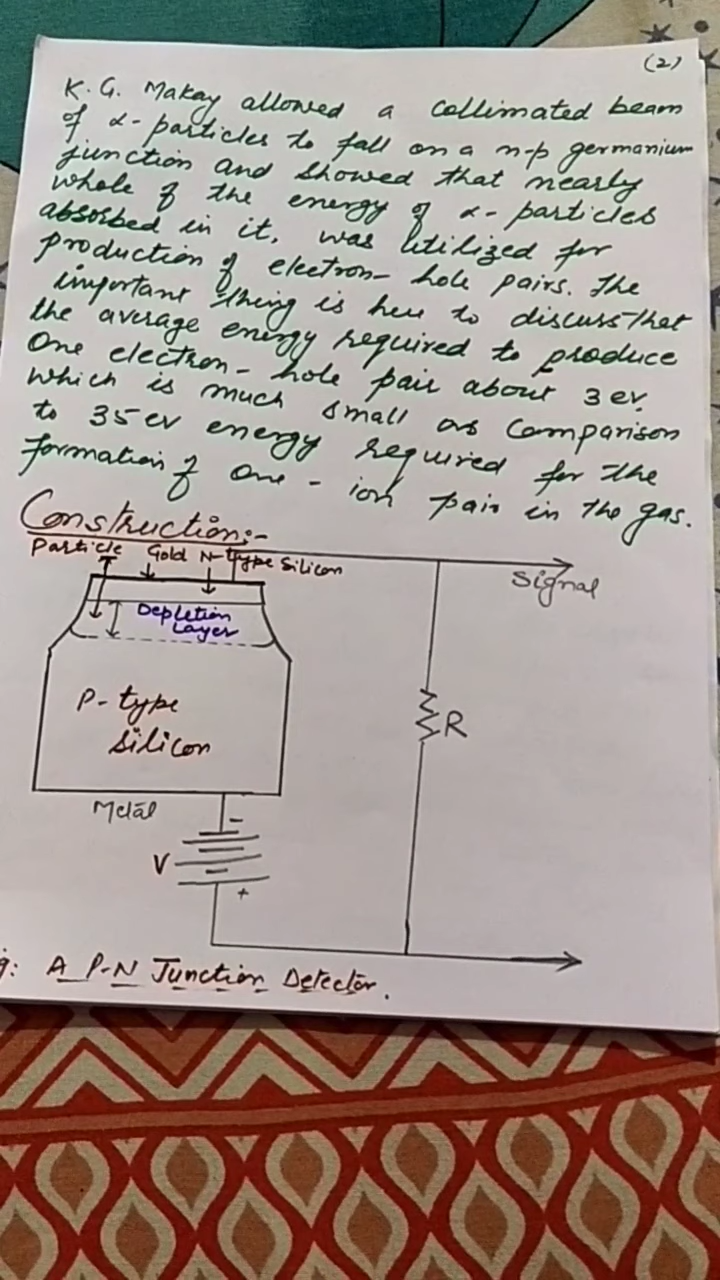 (2)
K. G. Makay allowed a collimated beam
of α-particles to fall on a n-p germanium
junction and showed that nearly
whole of the energy of α-particles
absorbed in it, was utilized for
production of electron-hole pairs. The
important thing is here to discuss that
the average energy required to produce
One electron-hole pair about 3 ev,
which is much small as Comparison
to 35 ev energy required for the
formation of one-ion pair in the gas.
Construction:-
Particle Gold N-type Silicon
Signal
Depletion
Layer
P-type
silicon
R
Metal
-
V
+
g: A P-N Junction Detector.